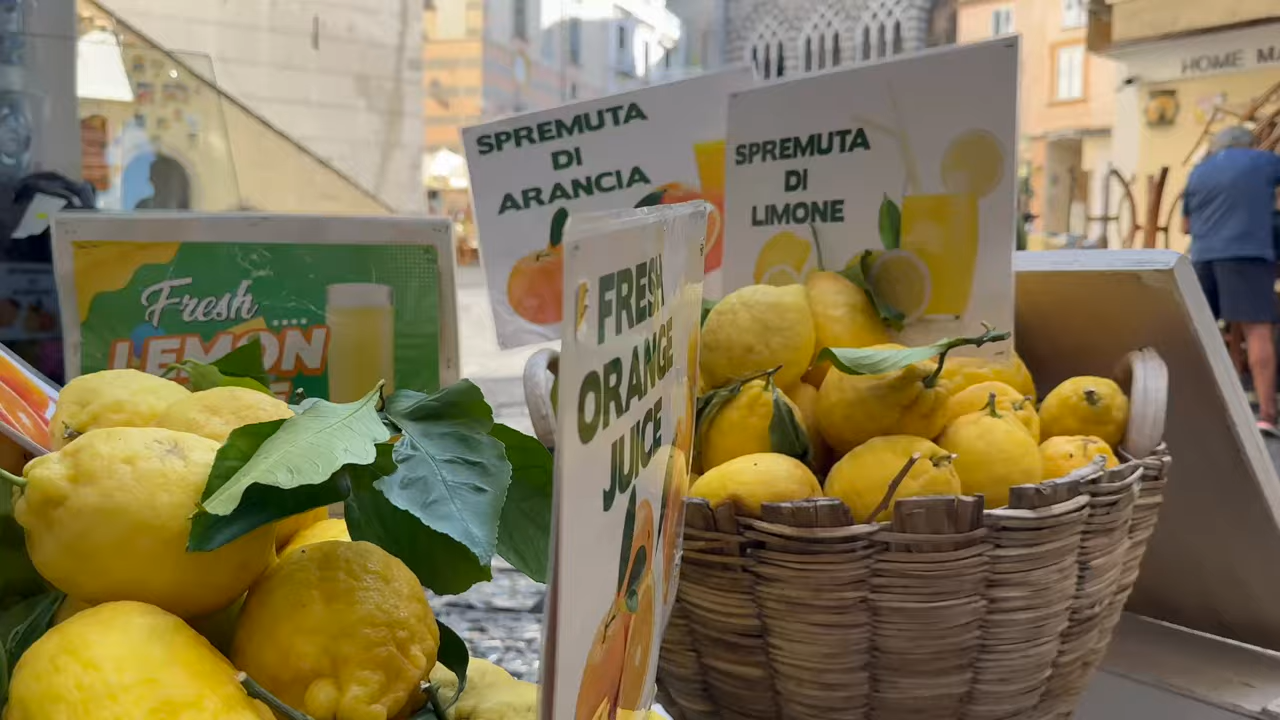 SPREMUTA
DI
ARANCIA
SPREMUTA
DI
LIMONE
Fresh
LEMON
FRESH
ORANGE
JUICE
HOME